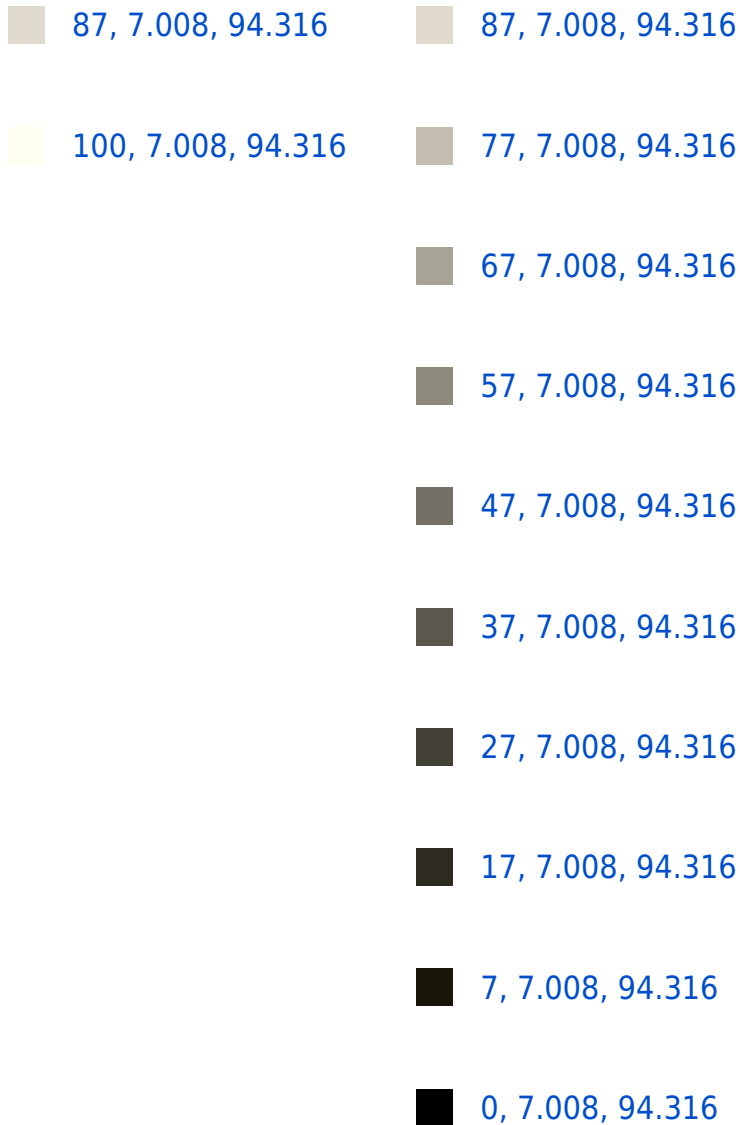 87, 7.008, 94.316
100, 7.008, 94.316
87, 7.008, 94.316
77, 7.008, 94.316
67, 7.008, 94.316
57, 7.008, 94.316
47, 7.008, 94.316
37, 7.008, 94.316
27, 7.008, 94.316
17, 7.008, 94.316
7, 7.008, 94.316
0, 7.008, 94.316